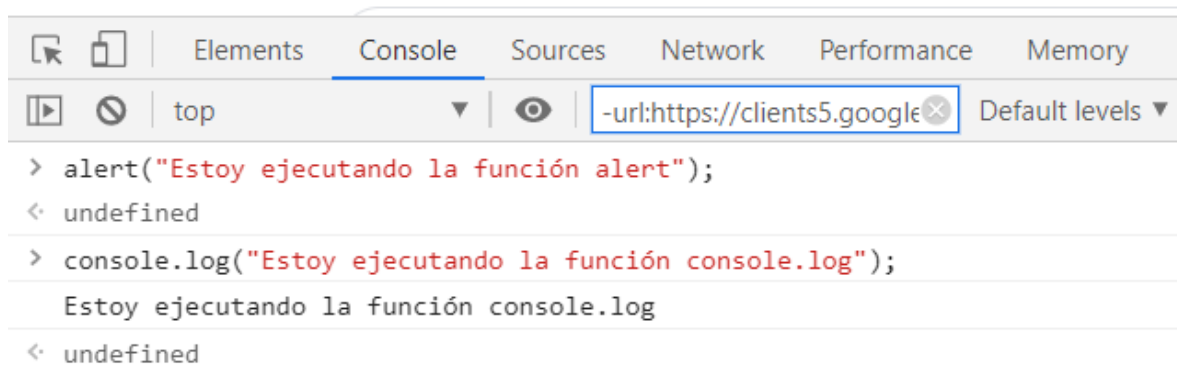 Elements Console Sources Network Performance Memory
top -url:https://clients5.google Default levels ▼
> alert("Estoy ejecutando la función alert");
<· undefined
> console.log("Estoy ejecutando la función console.log");
Estoy ejecutando la función console.log
<· undefined